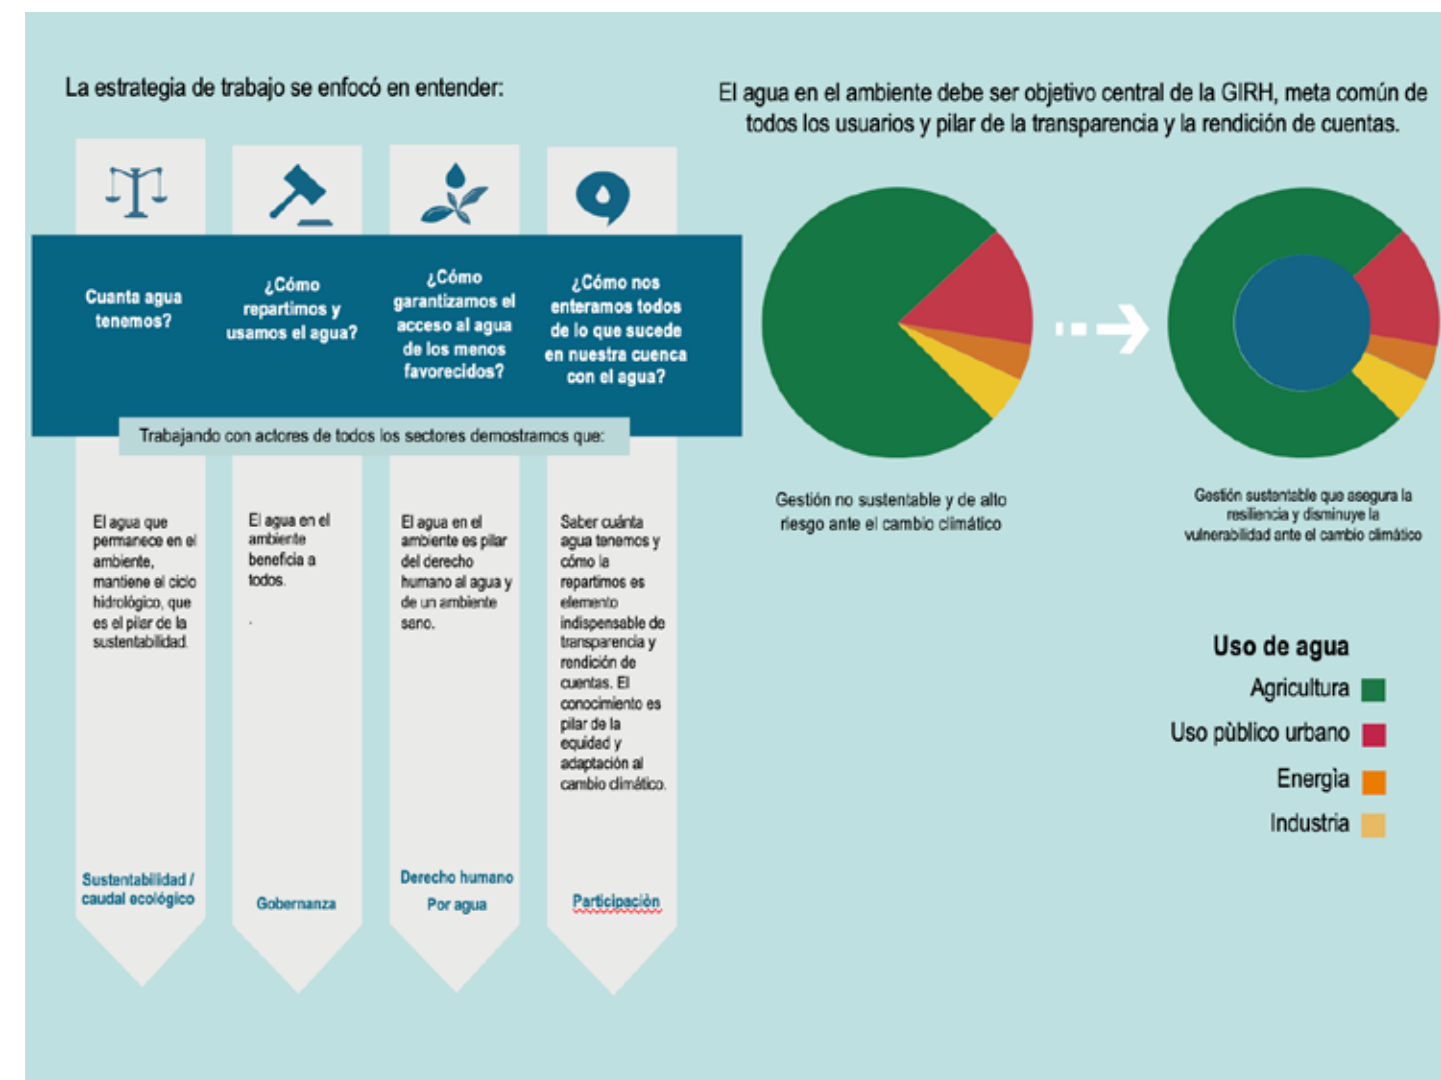 La estrategia de trabajo se enfocó en entender:
Cuanta agua
tenemos?
¿Cómo
repartimos y
usamos el agua?
¿Cómo
garantizamos el
acceso al agua
de los menos
favorecidos?
¿Cómo nos
enteramos todos
de lo que sucede
en nuestra cuenca
con el agua?
Trabajando con actores de todos los sectores demostramos que:
El agua que
permanece en el
ambiente,
mantiene el ciclo
hidrológico, que
es el pilar de la
sustentabilidad.
Sustentabilidad /
caudal ecológico
El agua en el
ambiente
beneficia a
todos.
.
Gobernanza
El agua en el
ambiente es pilar
del derecho
humano al agua y
de un ambiente
sano.
Derecho humano
Por agua
Saber cuánta
agua tenemos y
cómo la
repartimos es
elemento
indispensable de
transparencia y
rendición de
cuentas. El
conocimiento es
pilar de la
equidad y
adaptación al
cambio climático.
Participaciòn
El agua en el ambiente debe ser objetivo central de la GIRH, meta común de
todos los usuarios y pilar de la transparencia y la rendición de cuentas.
Gestión no sustentable y de alto
riesgo ante el cambio climático
Gestión sustentable que asegura la
resiliencia y disminuye la
vulnerabilidad ante el cambio climático
Uso de agua
Agricultura
Uso pùblico urbano
Energìa
Industria